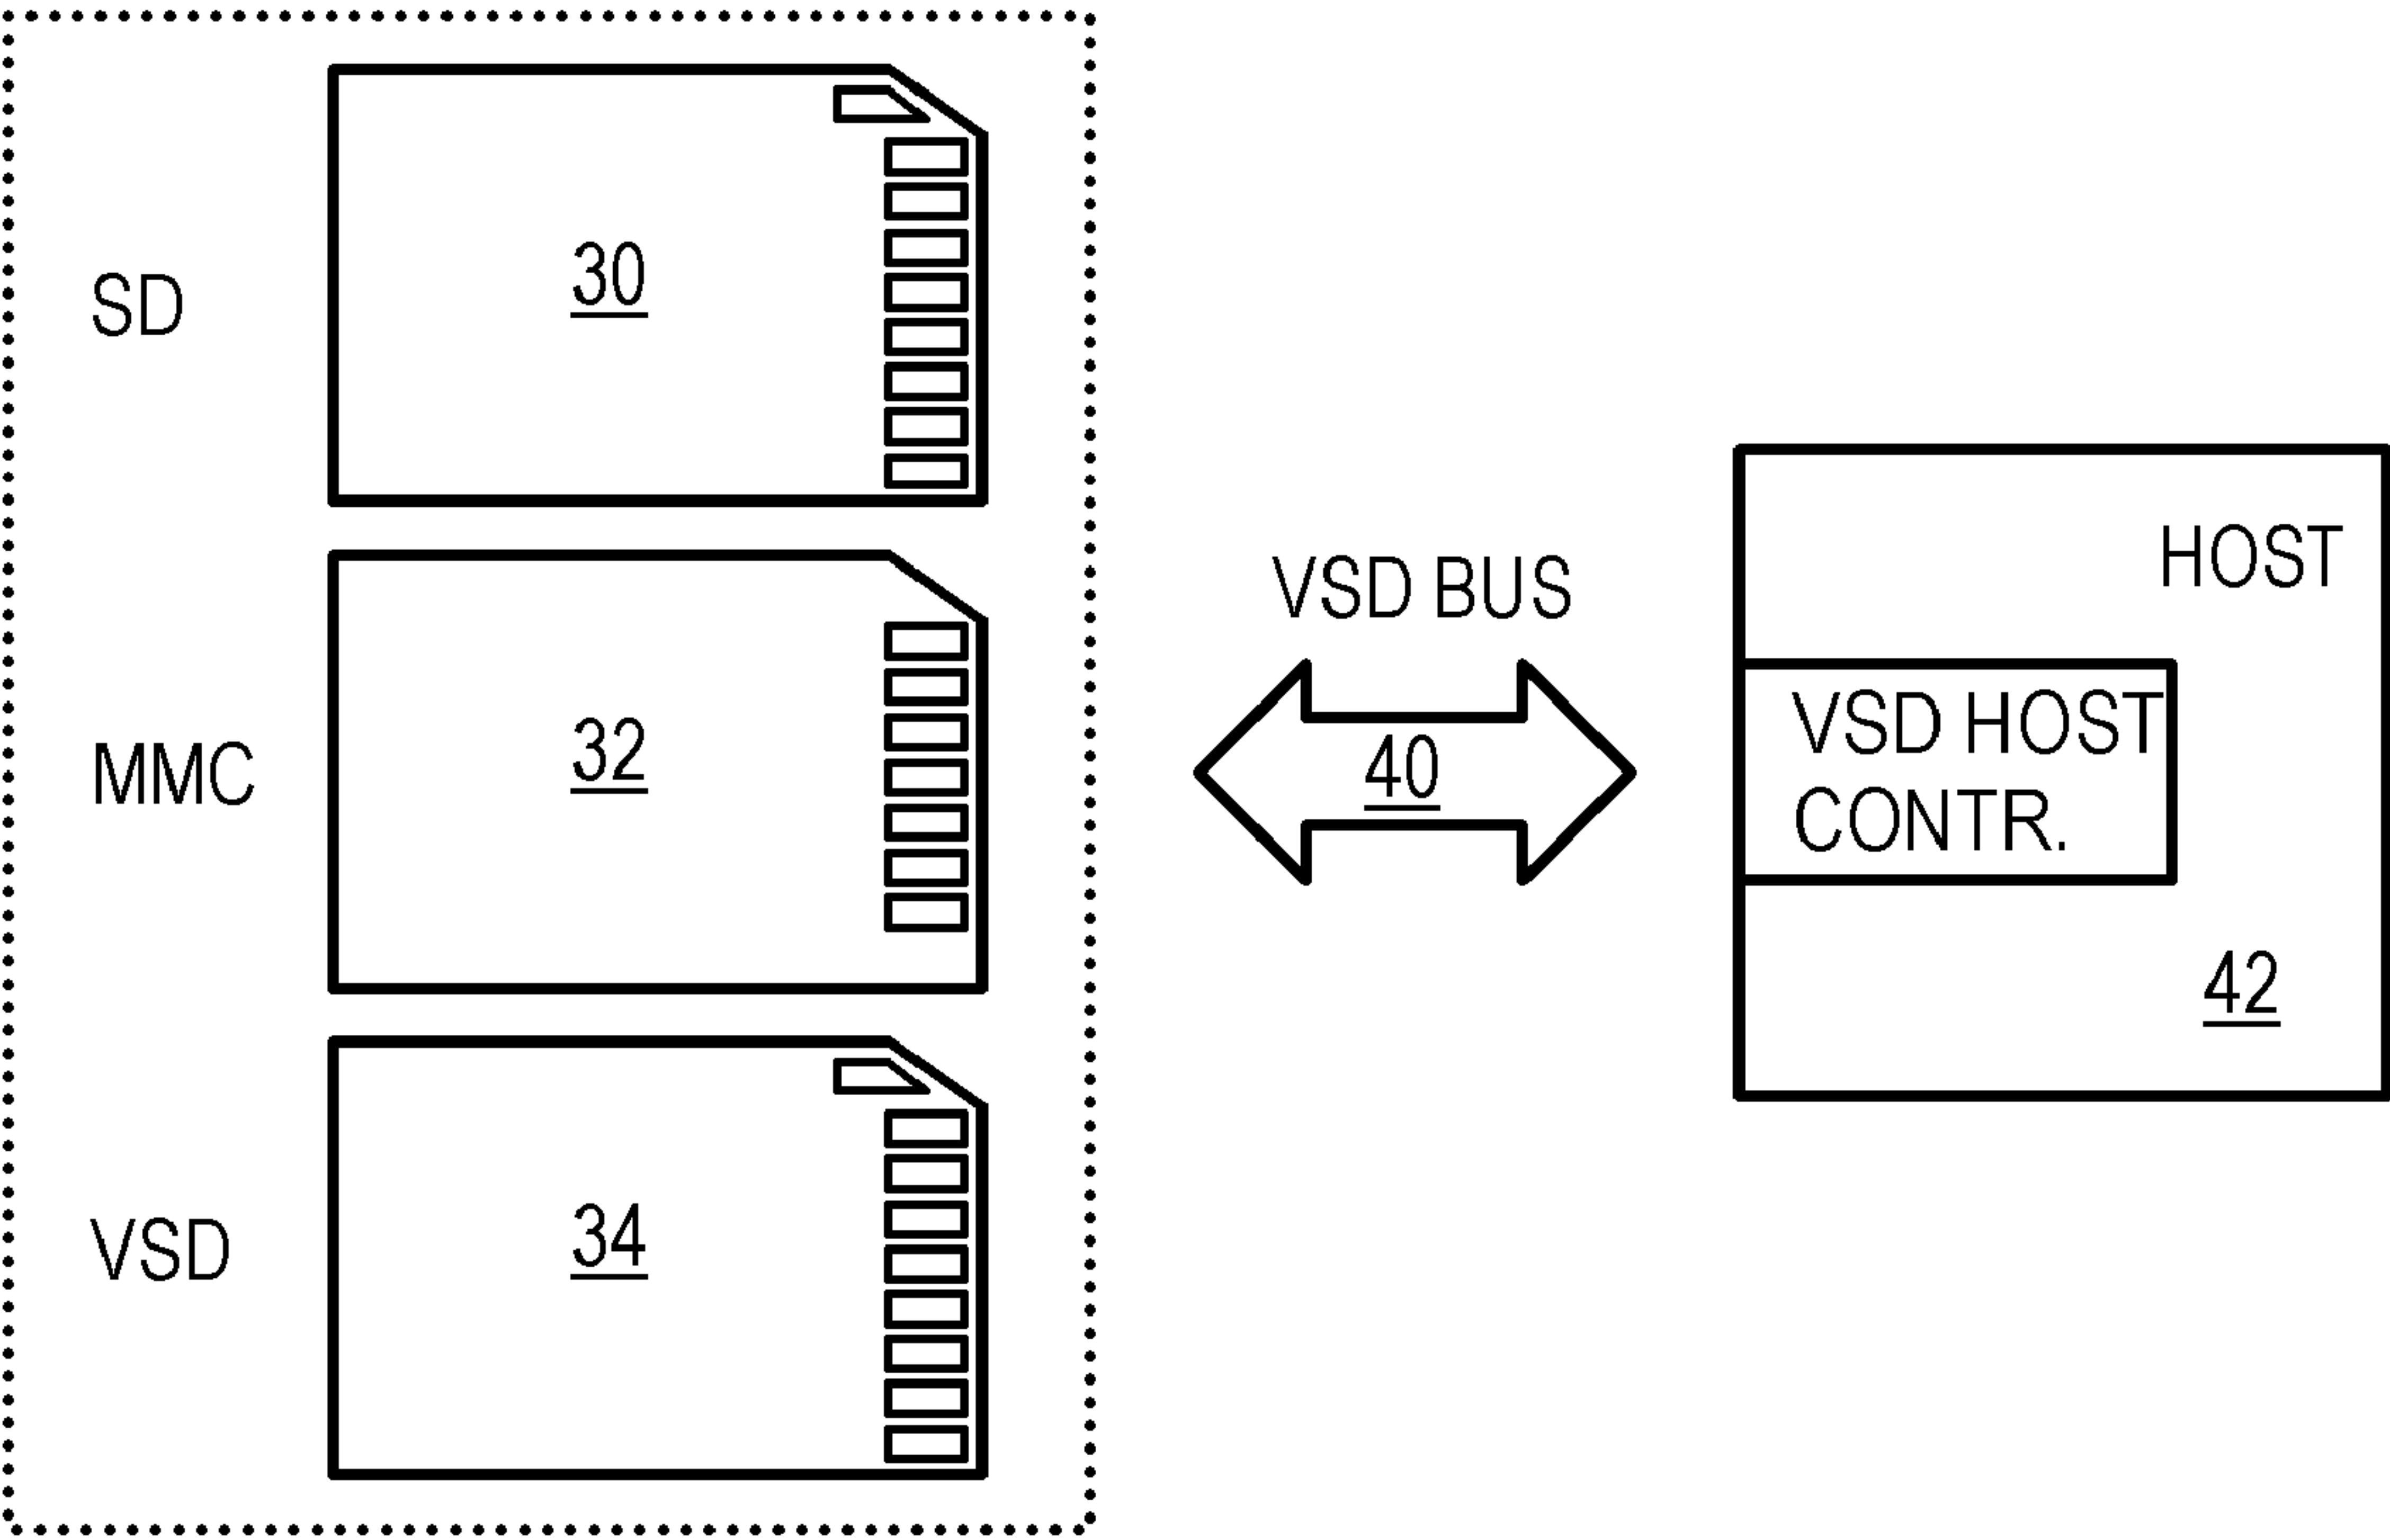 SD
30
MMC
32
VSD
34
VSD BUS
40
HOST
VSD HOST
CONTR.
42